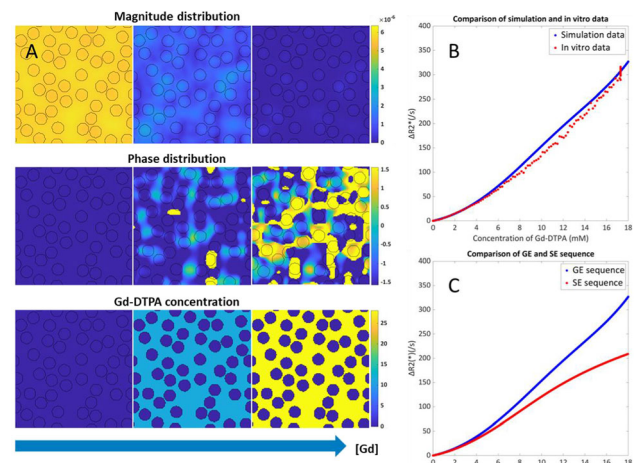 Magnitude distribution
A
×10⁻⁶
6
5
4
3
2
1
0
Phase distribution
1.5
1
0.5
0
-0.5
-1
-1.5
Gd-DTPA concentration
25
20
15
10
5
0
[Gd]
Comparison of simulation and in vitro data
B
Simulation data
In vitro data
400
350
300
250
200
150
100
50
0
ΔR2*(/s)
0 2 4 6 8 10 12 14 16 18
Concentration of Gd-DTPA (mM)
Comparison of GE and SE sequence
C
GE sequence
SE sequence
400
350
300
250
200
150
100
50
0
ΔR2(*)(/s)
0 2 4 6 8 10 12 14 16 18